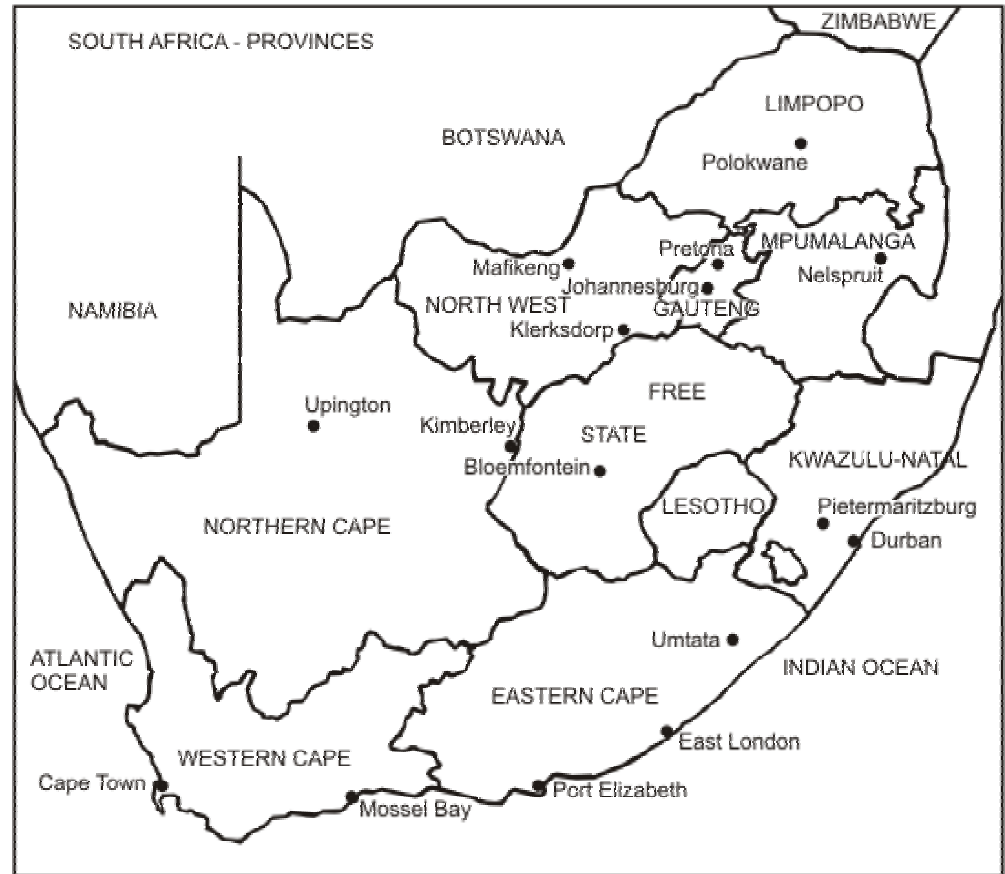 ZIMBABWE
SOUTH AFRICA - PROVINCES
LIMPOPO
BOTSWANA
Polokwane
Pretoria
MPUMALANGA
Mafikeng
Nelspruit
Johannesburg
NAMIBIA
NORTH WEST
GAUTENG
Klerksdorp
FREE
STATE
Upington
Kimberley
Bloemfontein
KWAZULU-NATAL
LESOTHO
Pietermaritzburg
NORTHERN CAPE
Durban
Umtata
ATLANTIC
OCEAN
INDIAN OCEAN
EASTERN CAPE
East London
WESTERN CAPE
Cape Town
Port Elizabeth
Mossel Bay